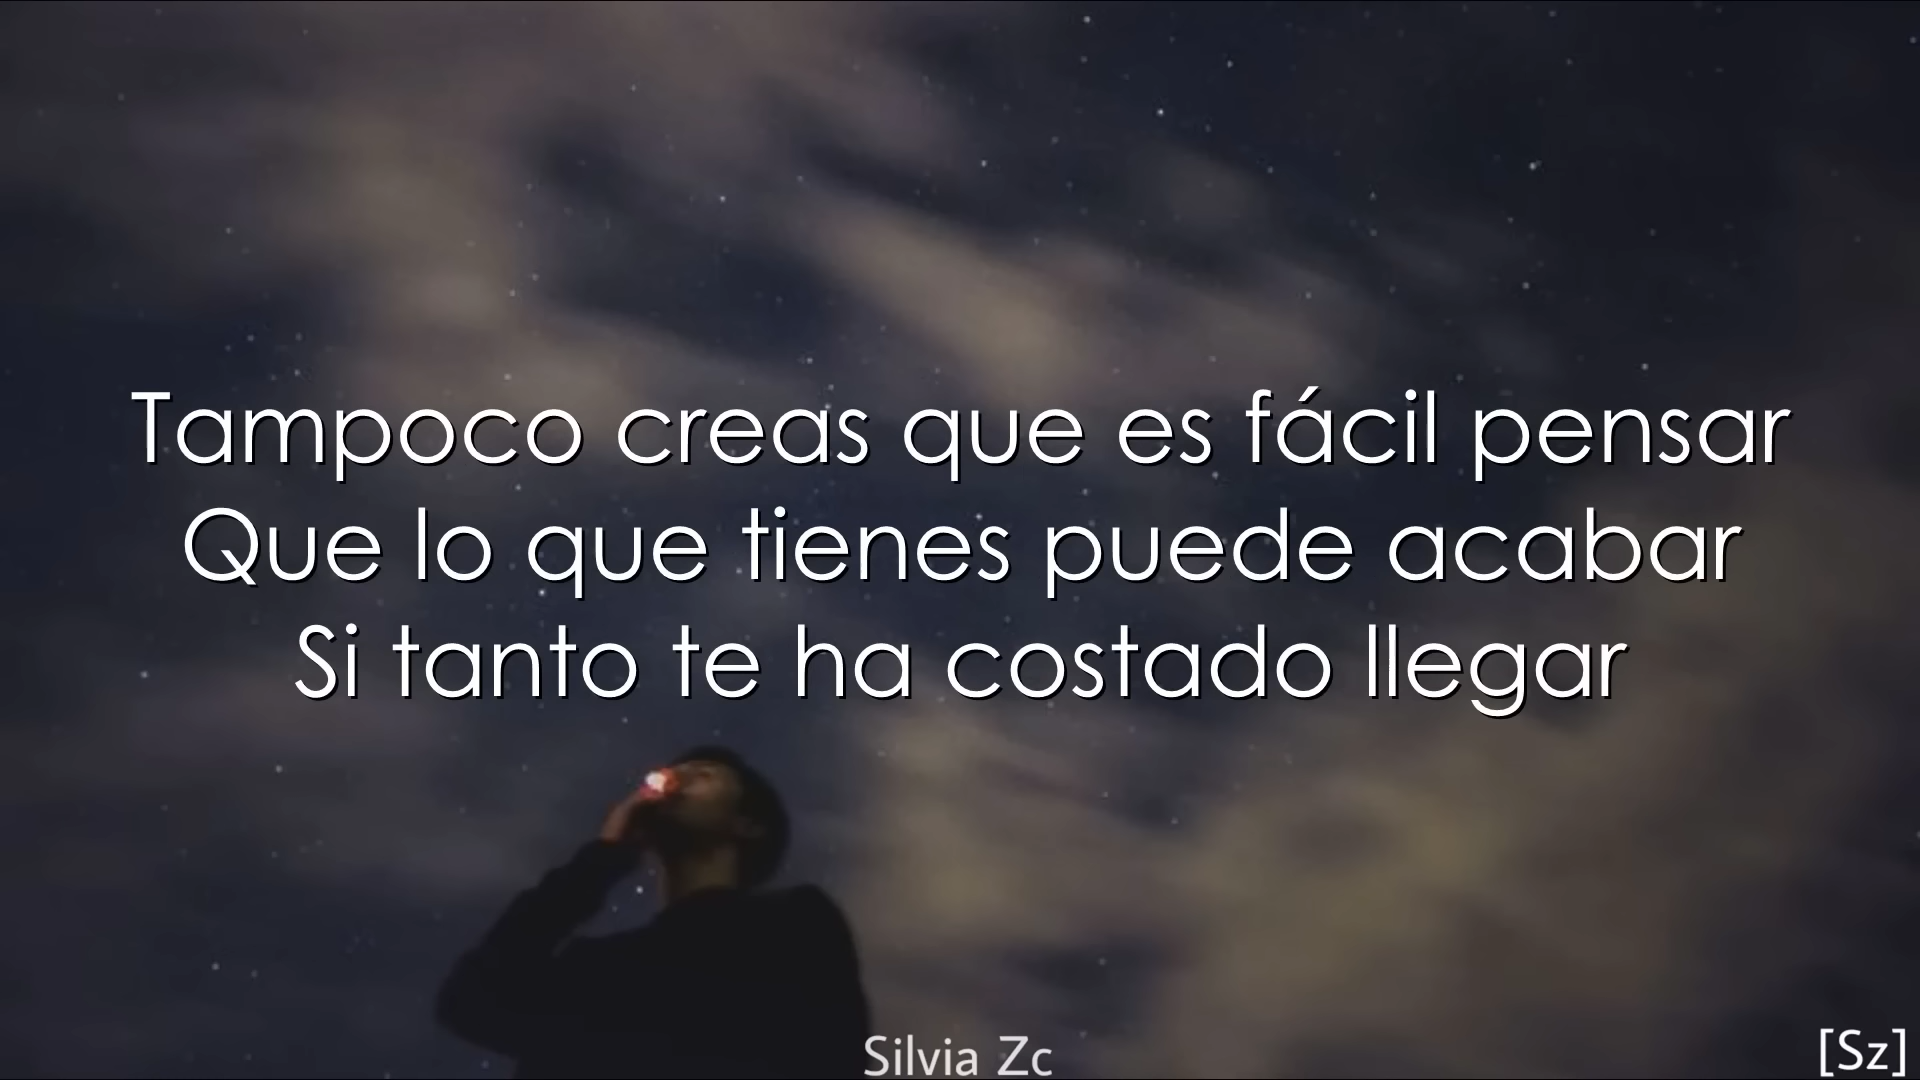 Tampoco creas que es fácil pensar
Que lo que tienes puede acabar
Si tanto te ha costado llegar
Silvia Zc
[Sz]